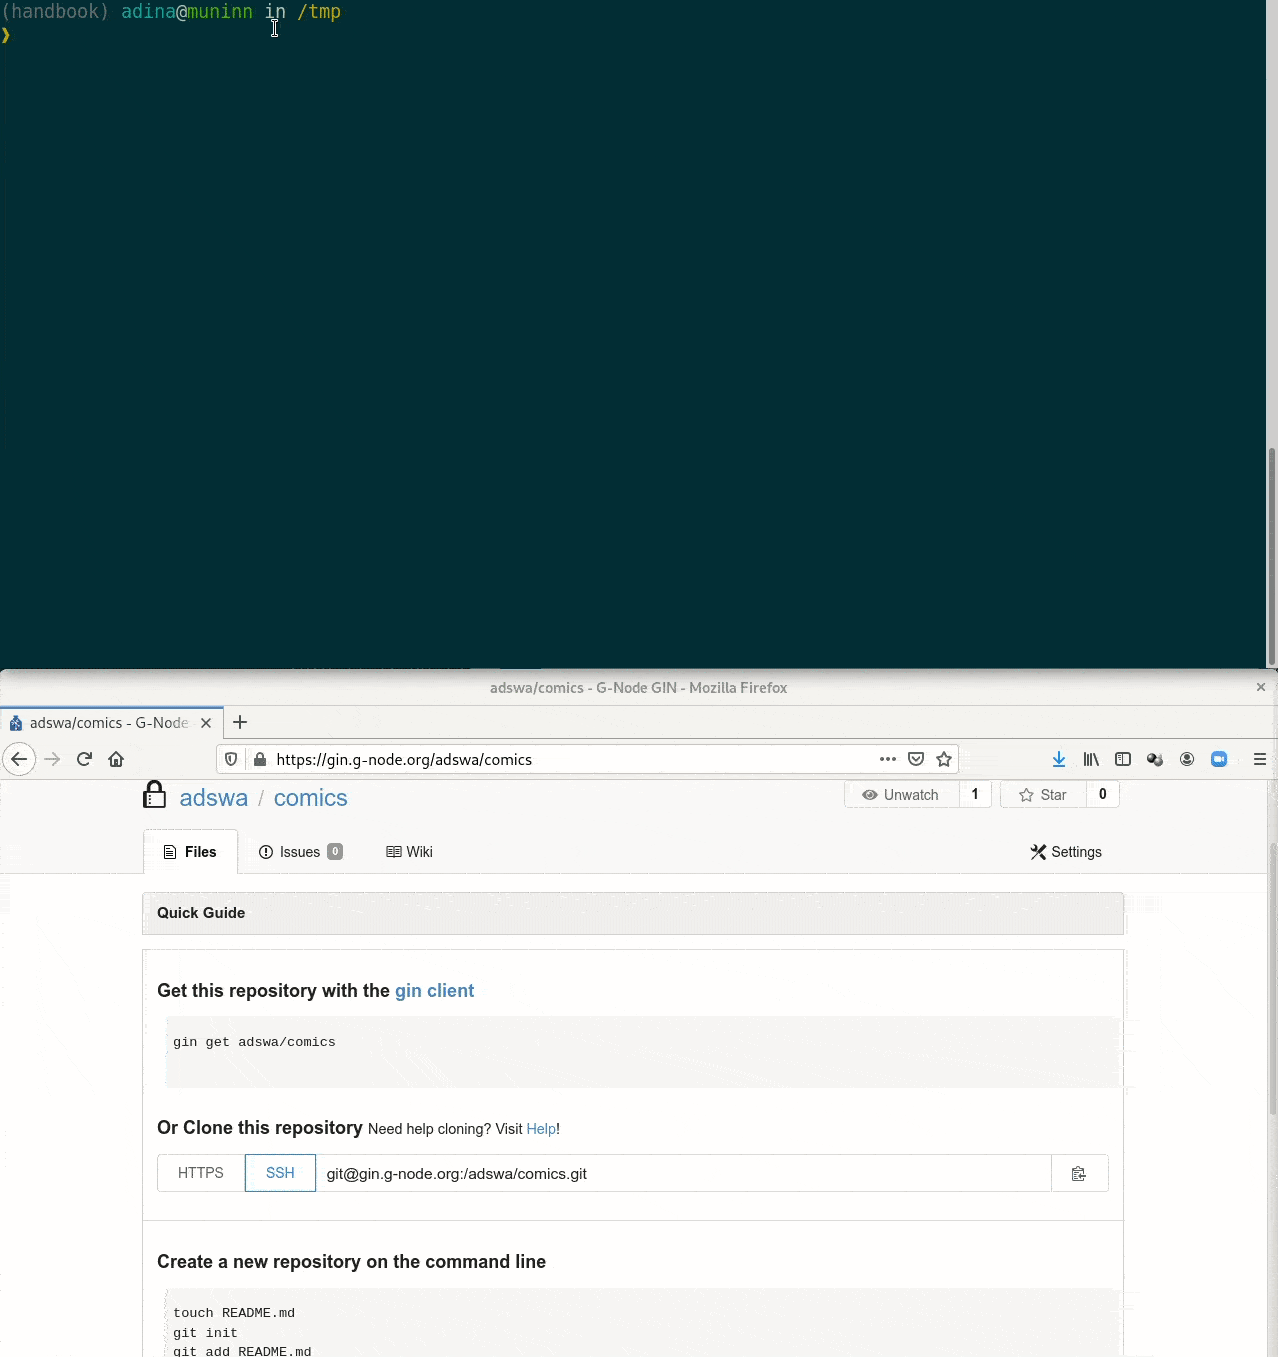 (handbook) adina@muninn in /tmp
❯
adswa/comics - G-Node GIN - Mozilla Firefox
adswa/comics - G-Node
https://gin.g-node.org/adswa/comics
adswa / comics
Unwatch 1 Star 0
Files Issues 0 Wiki Settings
Quick Guide
Get this repository with the gin client
gin get adswa/comics
Or Clone this repository Need help cloning? Visit Help!
HTTPS SSH git@gin.g-node.org:/adswa/comics.git
Create a new repository on the command line
touch README.md
git init
git add README.md